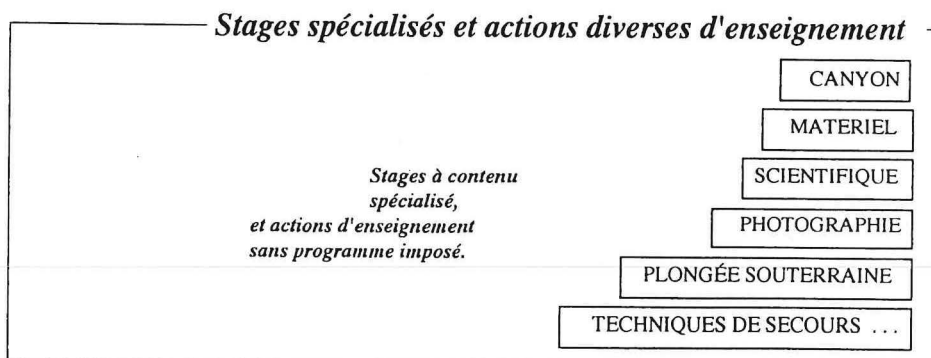 Stages spécialisés et actions diverses d'enseignement
CANYON
MATERIEL
SCIENTIFIQUE
PHOTOGRAPHIE
PLONGÉE SOUTERRAINE
TECHNIQUES DE SECOURS ...
Stages à contenu
spécialisé,
et actions d'enseignement
sans programme imposé.